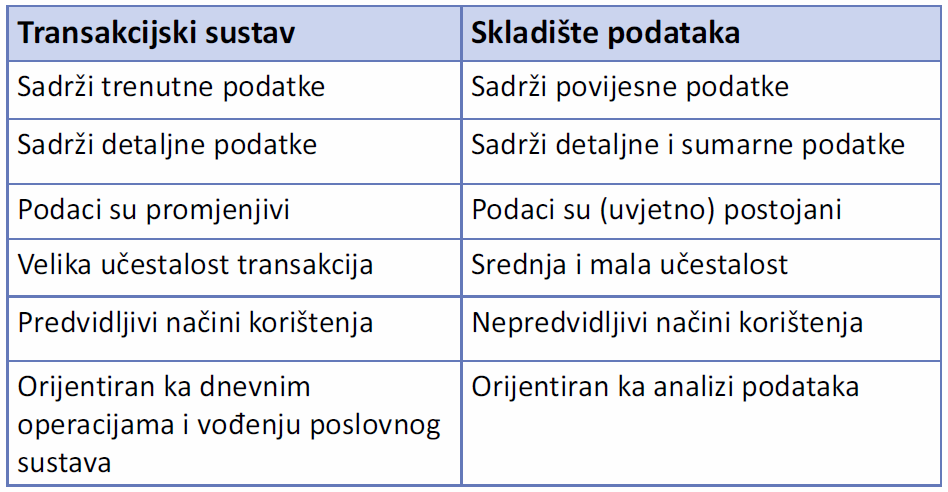 Transakcijski sustav
Skladište podataka
Sadrži trenutne podatke
Sadrži povijesne podatke
Sadrži detaljne podatke
Sadrži detaljne i sumarne podatke
Podaci su promjenjivi
Podaci su (uvjetno) postojani
Velika učestalost transakcija
Srednja i mala učestalost
Predvidljivi načini korištenja
Nepredvidljivi načini korištenja
Orijentiran ka dnevnim
operacijama i vođenju poslovnog
sustava
Orijentiran ka analizi podataka